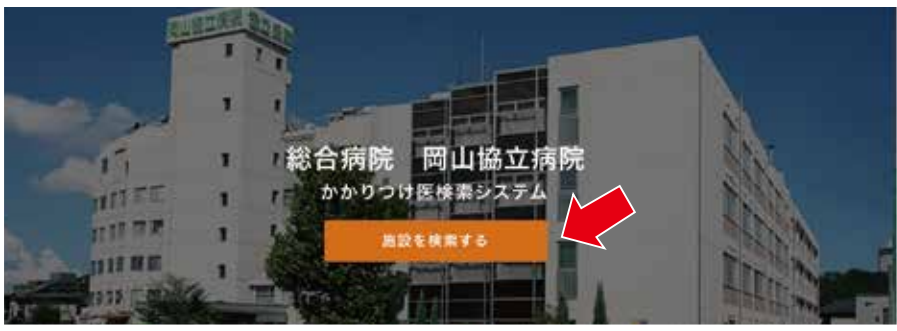 岡山協立病院
総合病院　岡山協立病院
かかりつけ医検索システム
施設を検索する